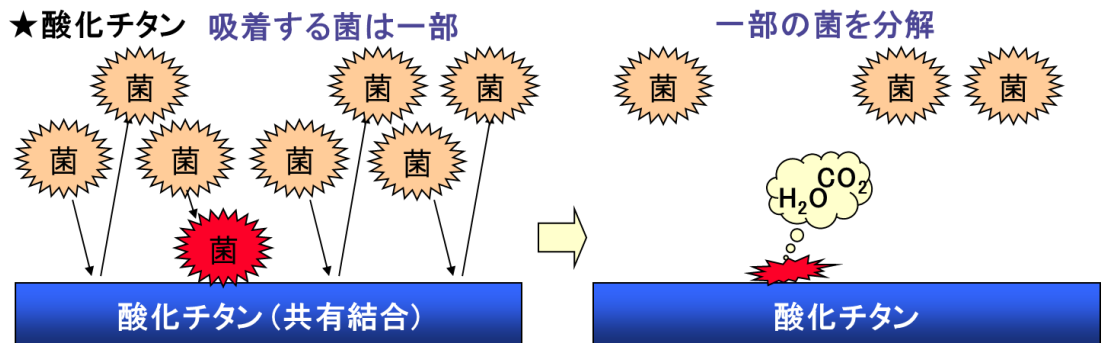 ★酸化チタン 吸着する菌は一部
菌 菌 菌
菌 菌 菌 菌
菌
酸化チタン(共有結合)
一部の菌を分解
菌 菌 菌
H₂O CO₂
酸化チタン